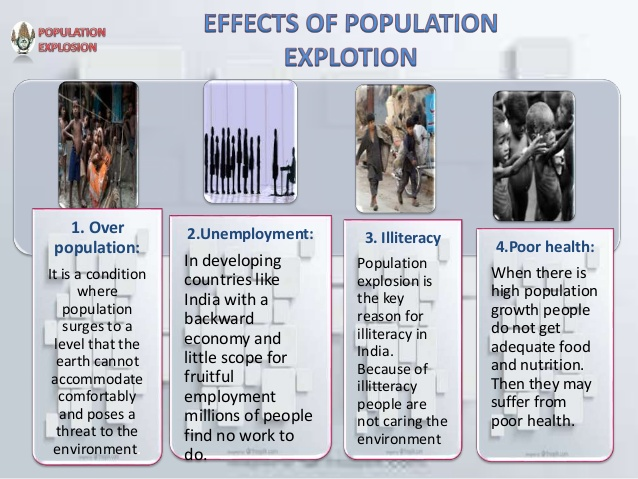 POPULATION
EXPLOSION
EFFECTS OF POPULATION
EXPLOTION
1. Over
population:
It is a condition
where
population
surges to a
level that the
earth cannot
accommodate
comfortably
and poses a
threat to the
environment
2.Unemployment:
In developing
countries like
India with a
backward
economy and
little scope for
fruitful
employment
millions of people
find no work to
do.
3. Illiteracy
Population
explosion is
the key
reason for
illiteracy in
India.
Because of
illitteracy
people are
not caring the
environment
4.Poor health:
When there is
high population
growth people
do not get
adequate food
and nutrition.
Then they may
suffer from
poor health.